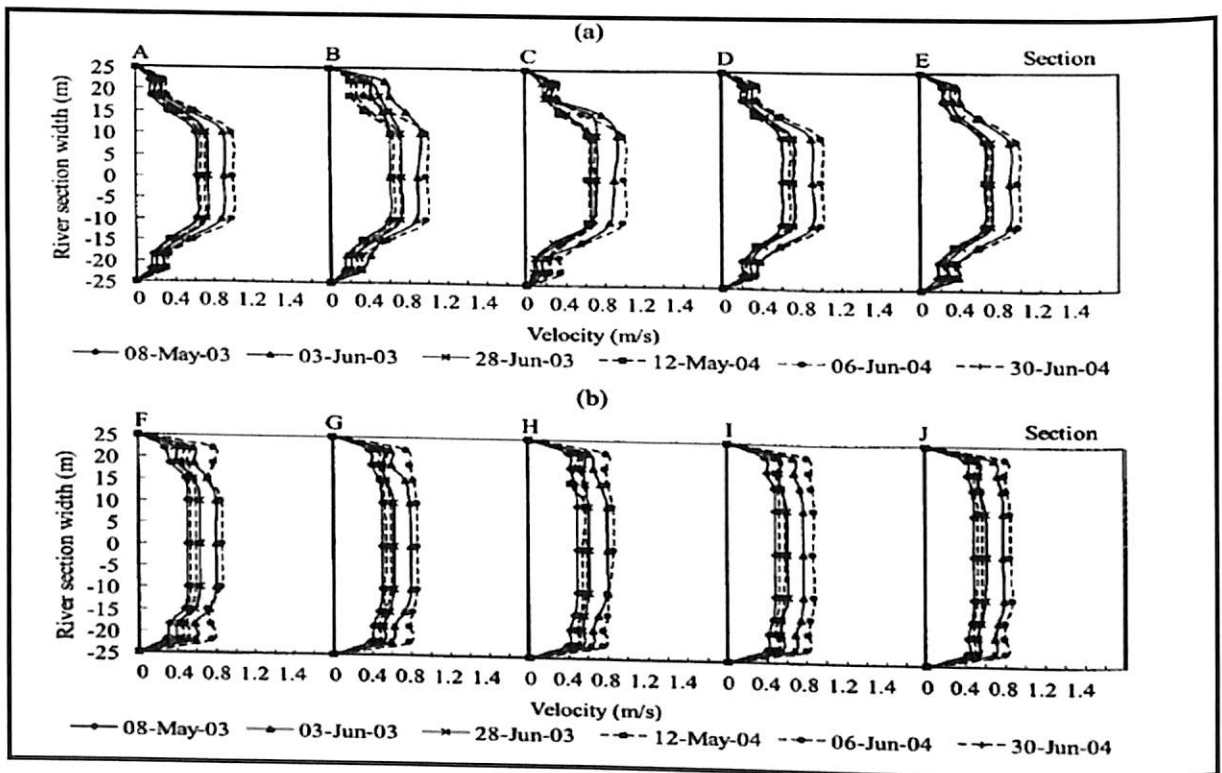 (a)
A B C D E Section
River section width (m)
25
20
15
10
5
0
-5
-10
-15
-20
-25
0 0.4 0.8 1.2 1.4 0 0.4 0.8 1.2 1.4 0 0.4 0.8 1.2 1.4 0 0.4 0.8 1.2 1.4 0 0.4 0.8 1.2 1.4
Velocity (m/s)
08-May-03 03-Jun-03 28-Jun-03 12-May-04 06-Jun-04 30-Jun-04
(b)
F G H I J Section
River section width (m)
25
20
15
10
5
0
-5
-10
-15
-20
-25
0 0.4 0.8 1.2 1.4 0 0.4 0.8 1.2 1.4 0 0.4 0.8 1.2 1.4 0 0.4 0.8 1.2 1.4 0 0.4 0.8 1.2 1.4
Velocity (m/s)
08-May-03 03-Jun-03 28-Jun-03 12-May-04 06-Jun-04 30-Jun-04